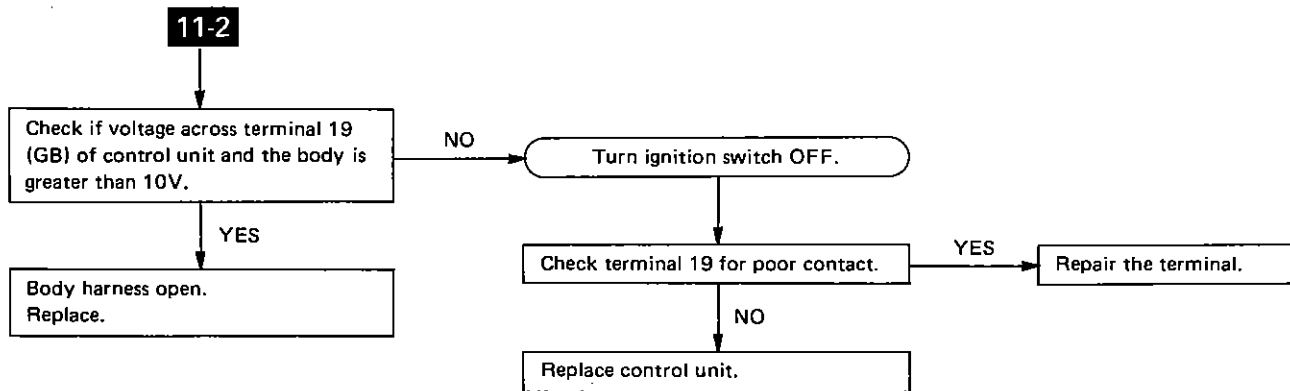 11-2
Check if voltage across terminal 19
(GB) of control unit and the body is
greater than 10V.
NO
Turn ignition switch OFF.
YES
Body harness open.
Replace.
Check terminal 19 for poor contact.
YES
Repair the terminal.
NO
Replace control unit.